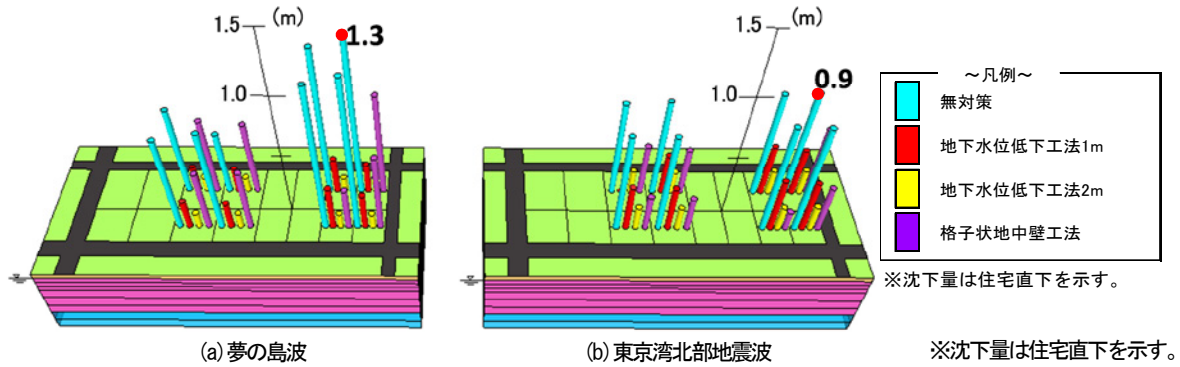 1.5 (m)
1.3
1.0
(a) 夢の島波
1.5 (m)
1.0
0.9
(b) 東京湾北部地震波
～凡例～
無対策
地下水位低下工法1m
地下水位低下工法2m
格子状地中壁工法
※沈下量は住宅直下を示す。
※沈下量は住宅直下を示す。